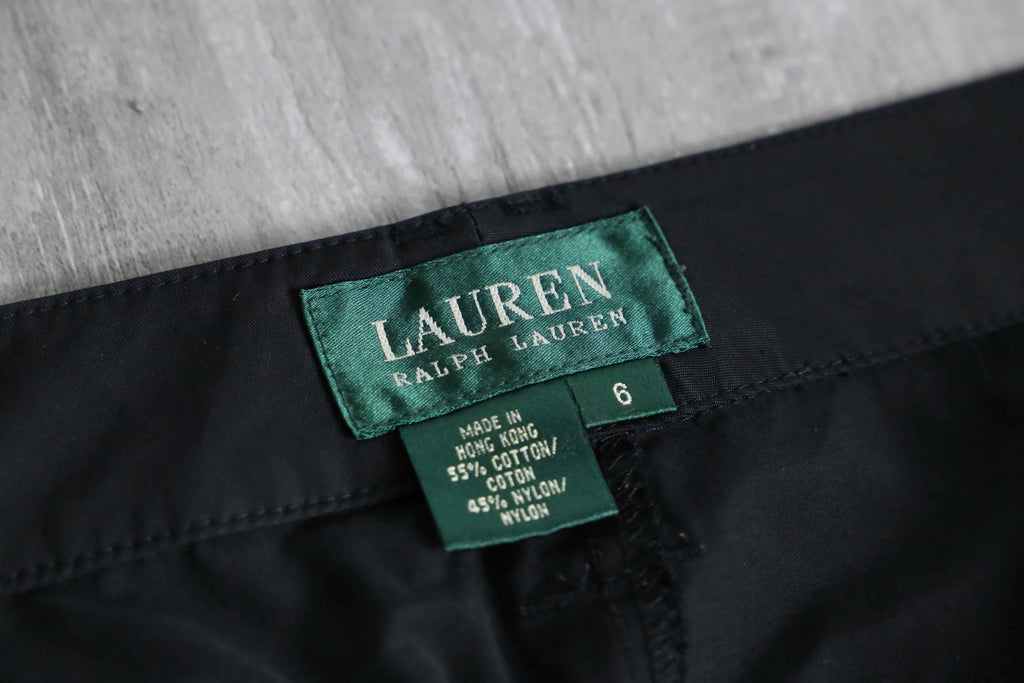 LAUREN
RALPH LAUREN
6
MADE IN
HONG KONG
55% COTTON/
COTON
45% NYLON/
NYLON